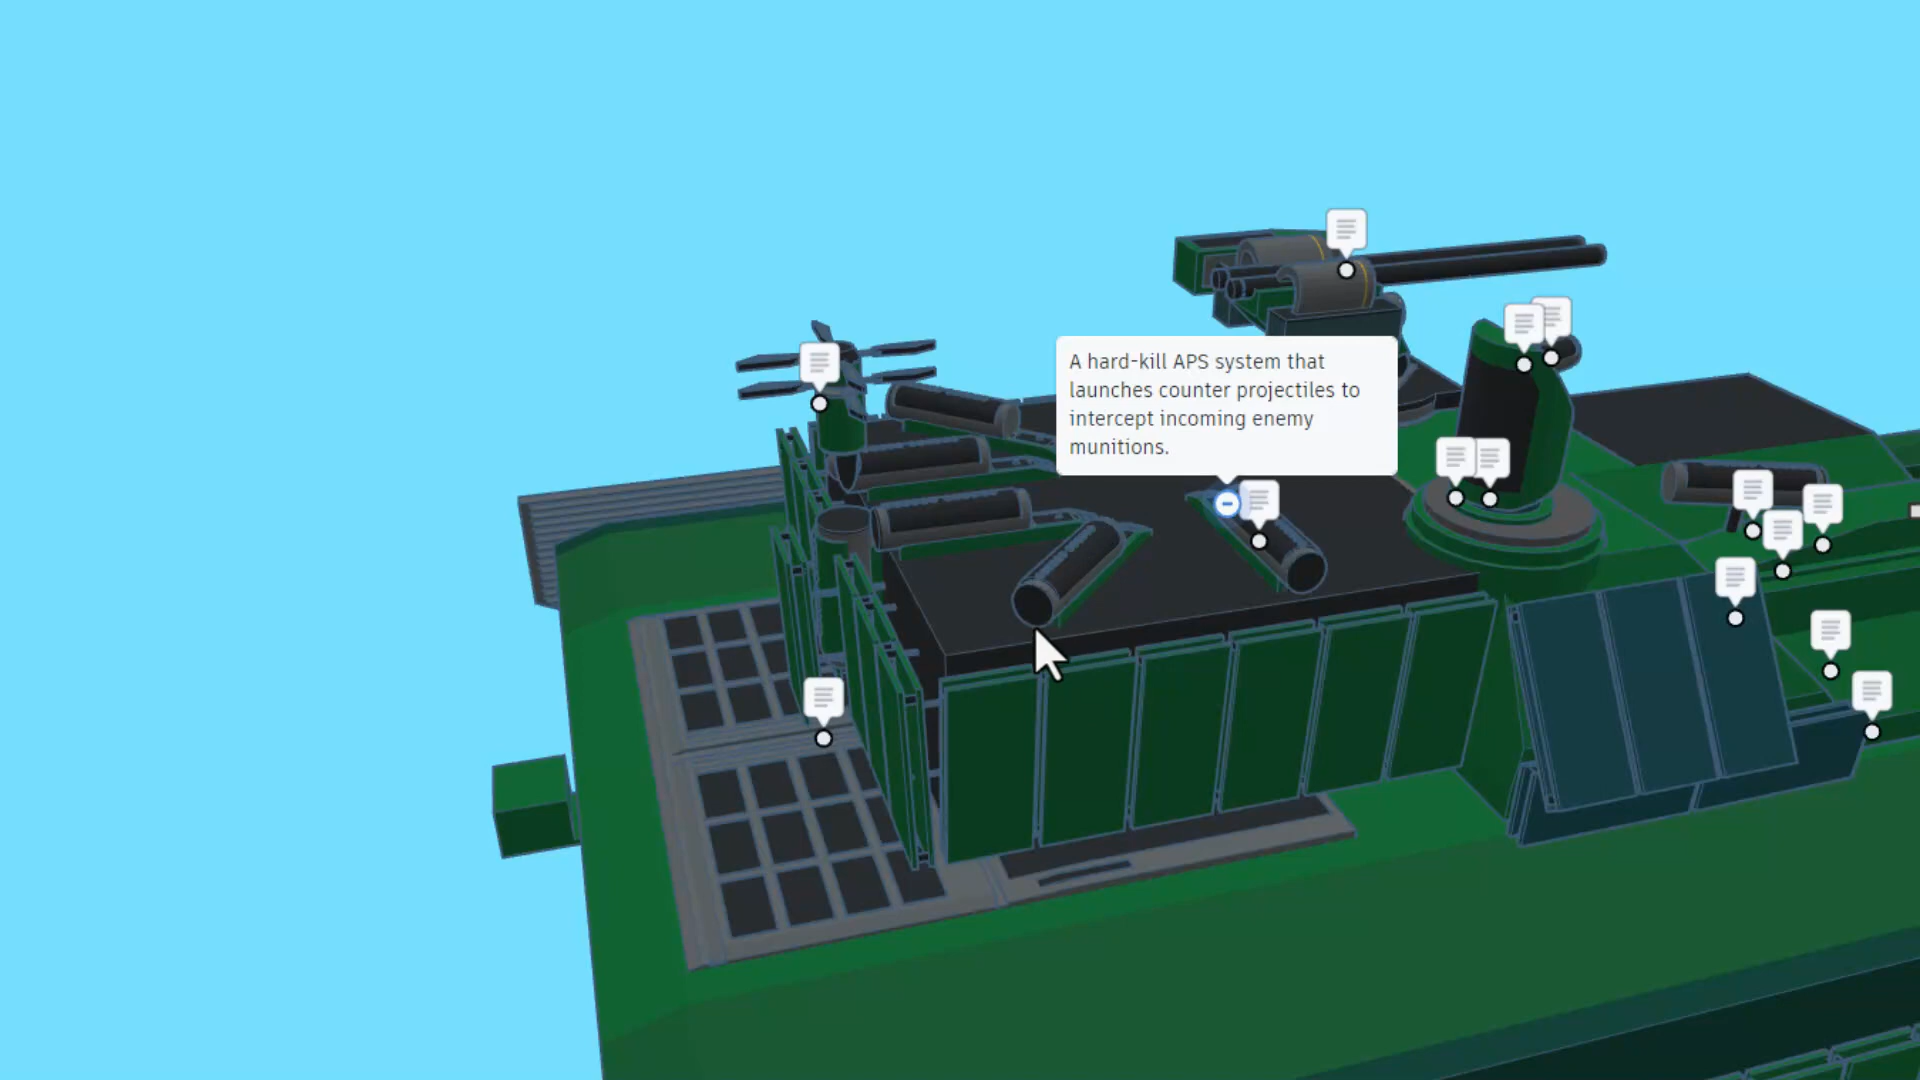 A hard-kill APS system that
launches counter projectiles to
intercept incoming enemy
munitions.